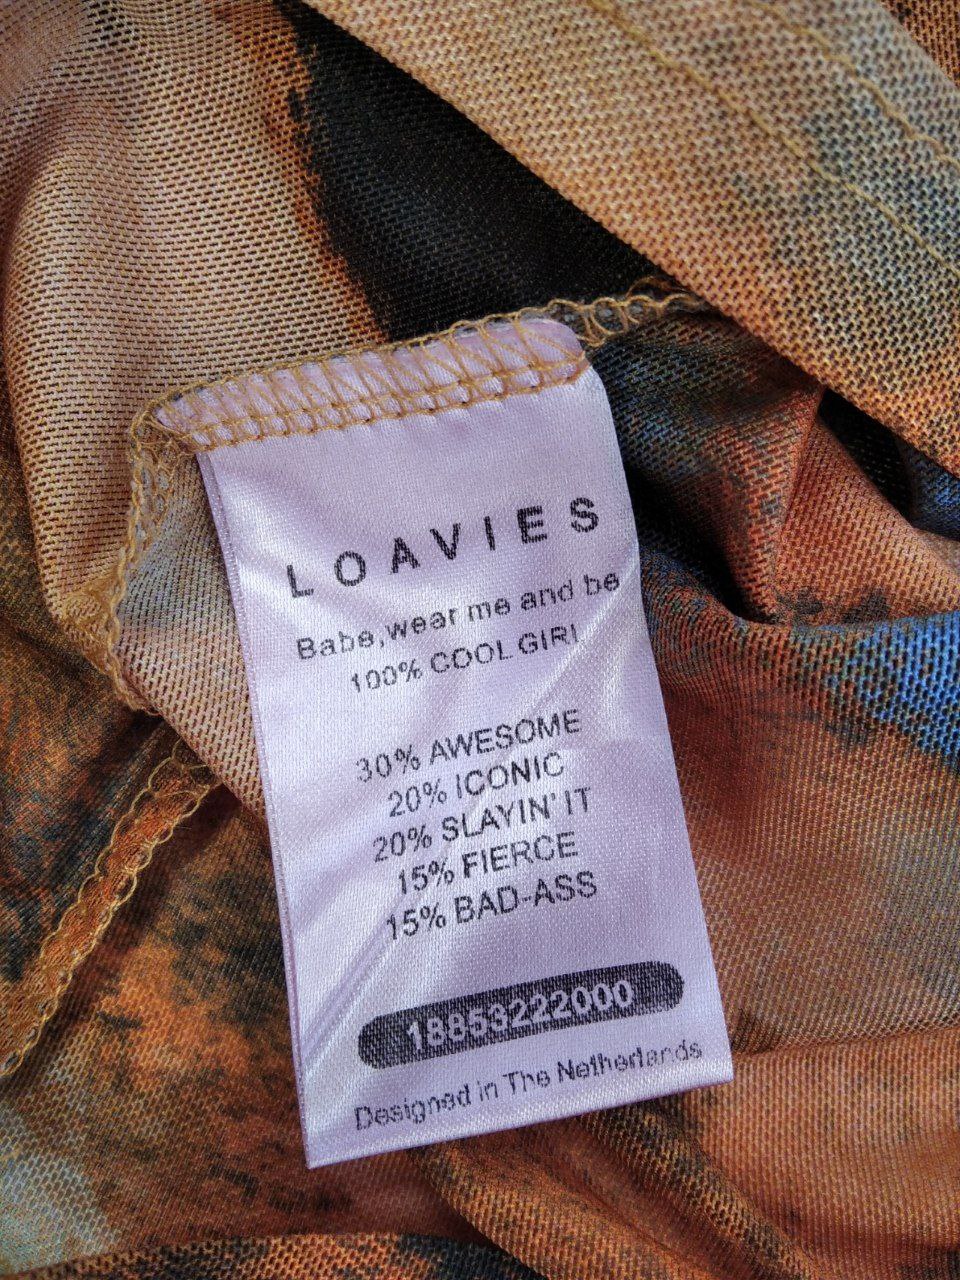 LOAVIES
Babe, wear me and be
100% COOL GIRL
30% AWESOME
20% ICONIC
20% SLAYIN' IT
15% FIERCE
15% BAD-ASS
18853222000
Designed in The Netherlands